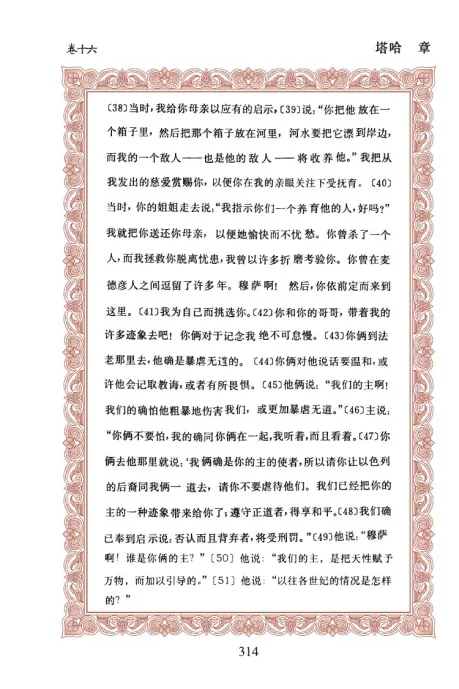 卷十六
塔哈 章
〔38〕当时，我给你母亲以应有的启示，〔39〕说：“你把他 放在一
个箱子里，然后把那个箱子放在河里，河水要把它漂到岸边，
而我的一个敌人——也是他的敌人——将收养他。”我把从
我发出的慈爱赏赐你，以便你在我的亲眼关注下受抚育。〔40〕
当时，你的姐姐走去说：“我指示你们一个养育他的人，好吗？”
我就把你送还你母亲，以便她愉快而不忧愁。你曾杀了一个
人，而我拯救你脱离忧患，我曾以许多折磨考验你。你曾在麦
德彦人之间逗留了许多年。穆萨啊！然后，你依前定而来到
这里。〔41〕我为自己而挑选你。〔42〕你和你的哥哥，带着我的
许多迹象去吧！你俩对于记念我 绝不可怠慢。〔43〕你俩到法
老那里去，他确是暴虐无道的。〔44〕你俩对他说话要温和，或
许他会记取教诲，或者有所畏惧。〔45〕他俩说：“我们的主啊！
我们的确怕他粗暴地伤害我们，或更加暴虐无道。”〔46〕主说：
“你俩不要怕，我的确同你俩在一起，我听着，而且看着。〔47〕你
俩去他那里就说：‘我俩确是你的主的使者，所以请你让以色列
的后裔同我俩一 道去，请你不要虐待他们。我们已经把你的
主的一种迹象带来给你了；遵守正道者，得享和平。〔48〕我们确
已奉到启示说：否认而且背弃者，将受刑罚。”〔49〕他说：“穆萨
啊！谁是你俩的主？”〔50〕他说：“我们的主，是把天性赋予
万物，而加以引导的。”〔51〕他说：“以往各世纪的情况是怎样
的？”
314